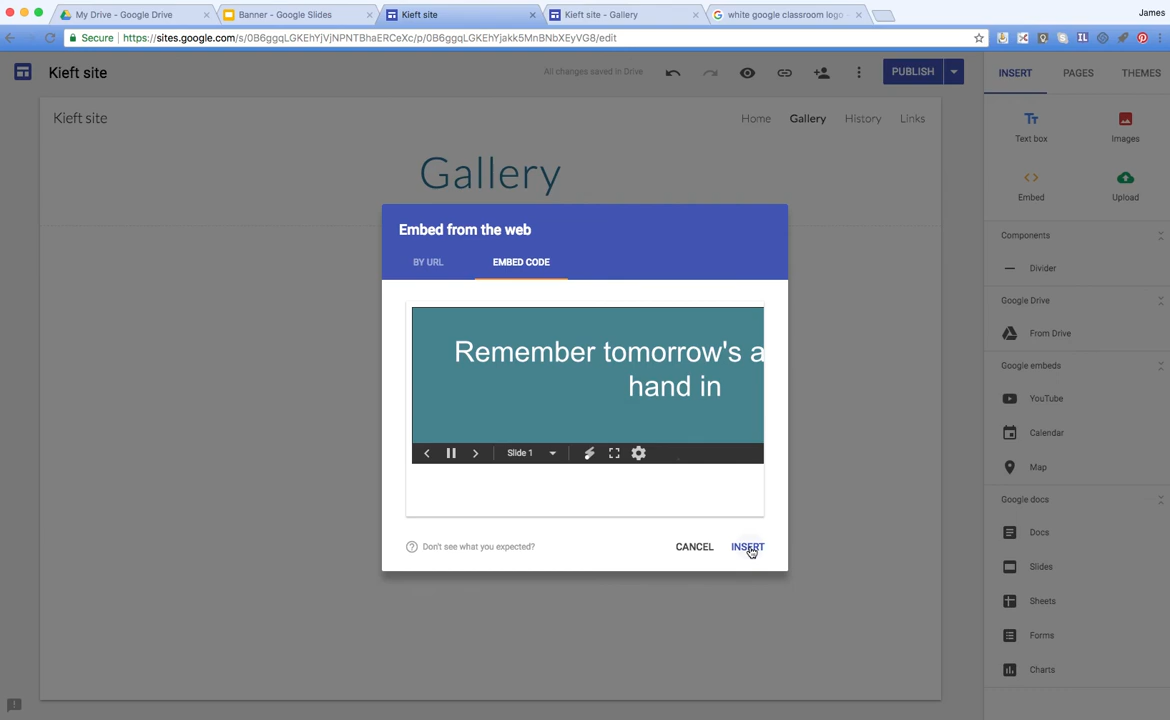 My Drive - Google Drive
Banner - Google Slides
Kieft site
Kieft site - Gallery
white google classroom logo
James
Secure
https://sites.google.com/s/0B6ggqLGKEhYjVjNPNTBhaERCeXc/p/0B6ggqLGKEhYjakk5MnBNbXEyVG8/edit
Kieft site
All changes saved in Drive
PUBLISH
INSERT
PAGES
THEMES
Kieft site
Home
Gallery
History
Links
Gallery
Text box
Images
Embed
Upload
Components
Divider
Google Drive
From Drive
Google embeds
YouTube
Calendar
Map
Google docs
Docs
Slides
Sheets
Forms
Charts
Embed from the web
BY URL
EMBED CODE
Remember tomorrow's a
hand in
Slide 1
Don't see what you expected?
CANCEL
INSERT